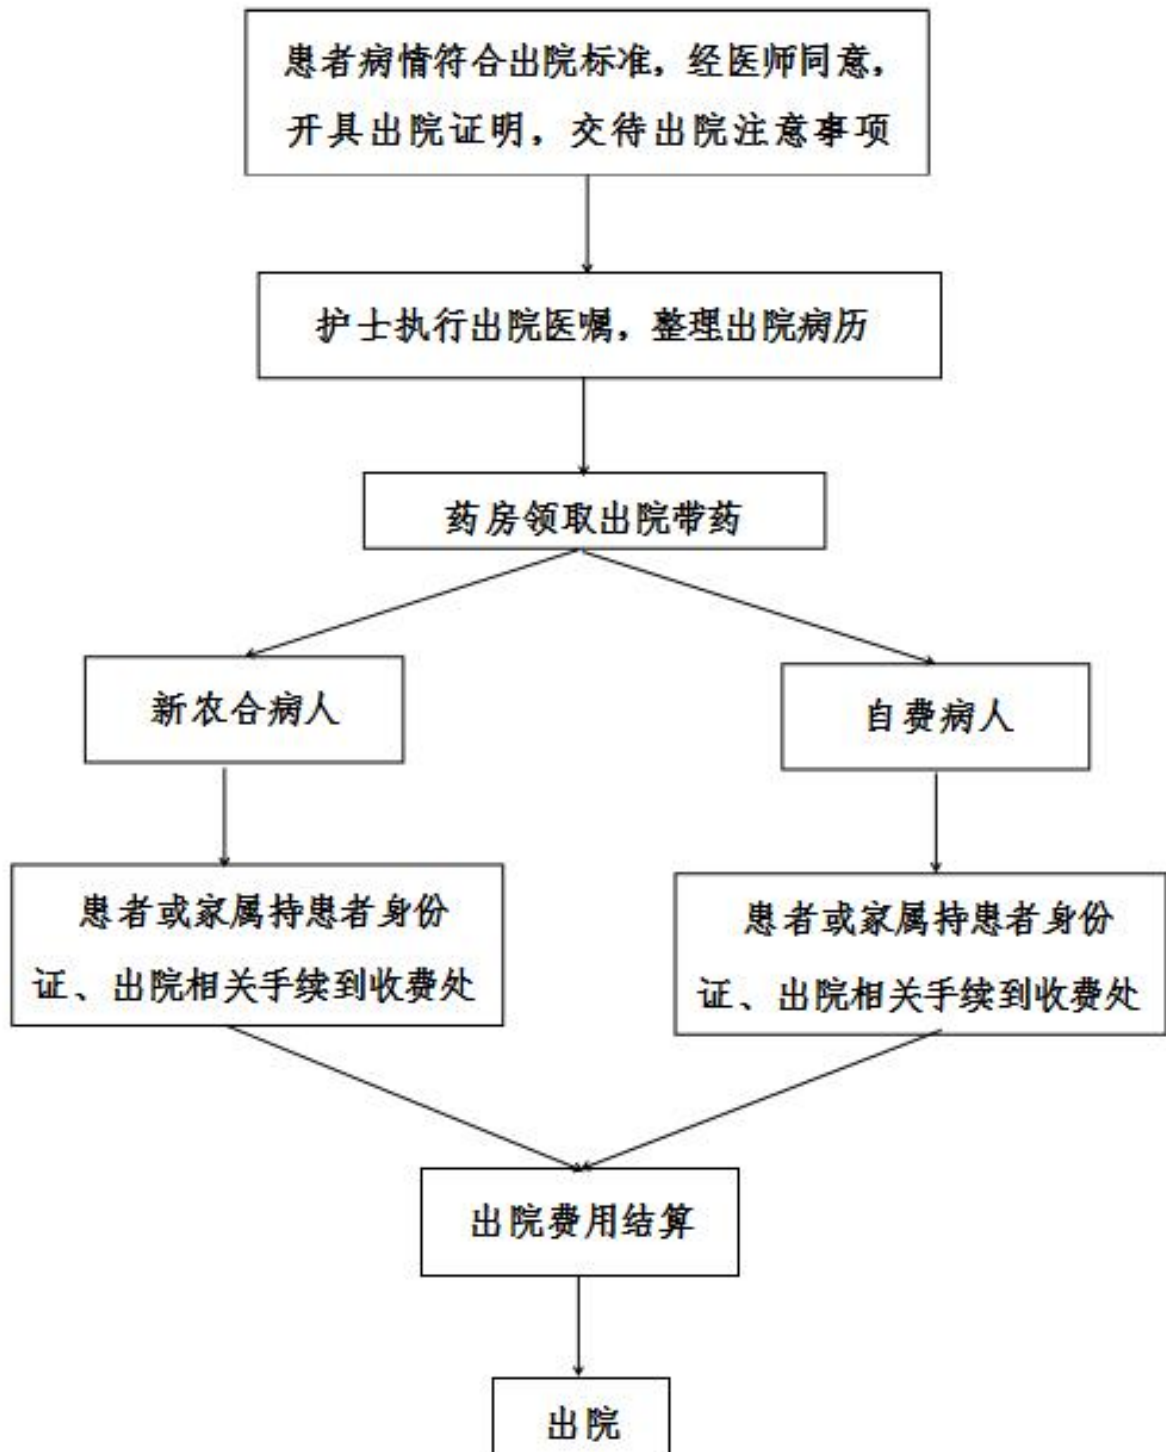 患者病情符合出院标准，经医师同意，
开具出院证明，交待出院注意事项
护士执行出院医嘱，整理出院病历
药房领取出院带药
新农合病人
自费病人
患者或家属持患者身份
证、出院相关手续到收费处
患者或家属持患者身份
证、出院相关手续到收费处
出院费用结算
出院